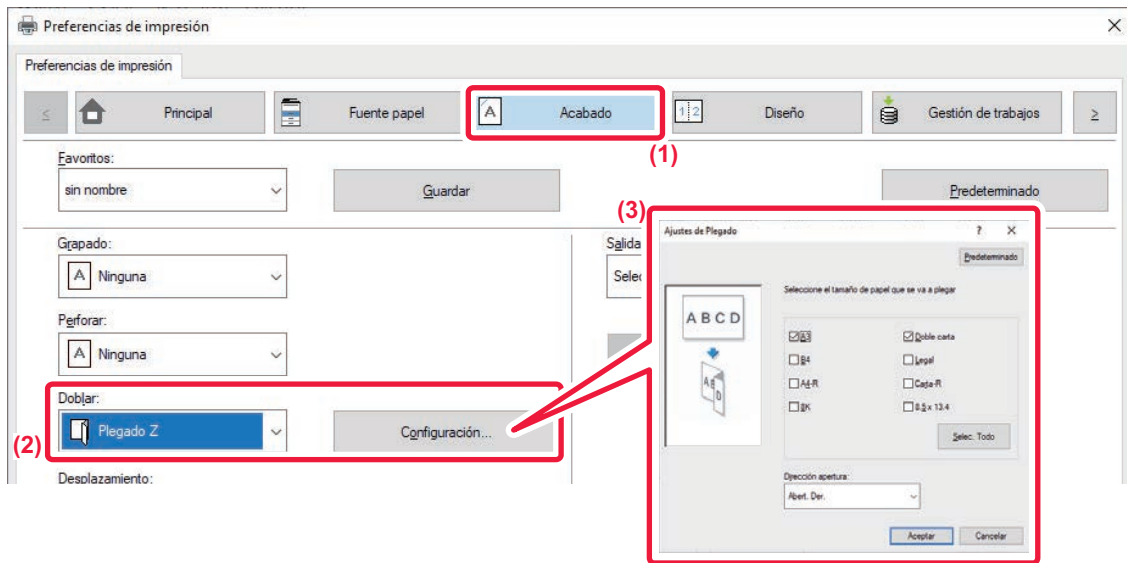 Preferencias de impresión
Preferencias de impresión
≤ Principal Fuente papel A Acabado 1 2 Diseño Gestión de trabajos ≥
(1)
Favoritos:
sin nombre Guardar Predeterminado
Grapado:
A Ninguna
Perforar:
A Ninguna
Doblar:
(2) Plegado Z Configuración...
Desplazamiento:
Salida
Selec
(3)
Ajustes de Plegado ?
Predeterminado
Seleccione el tamaño de papel que se va a plegar
A B C D
A3 Doble carta
B4 Legal
A4-R Carta-R
8K 8.5 x 13.4
Selec. Todo
Dirección apertura:
Abert. Der.
Aceptar Cancelar